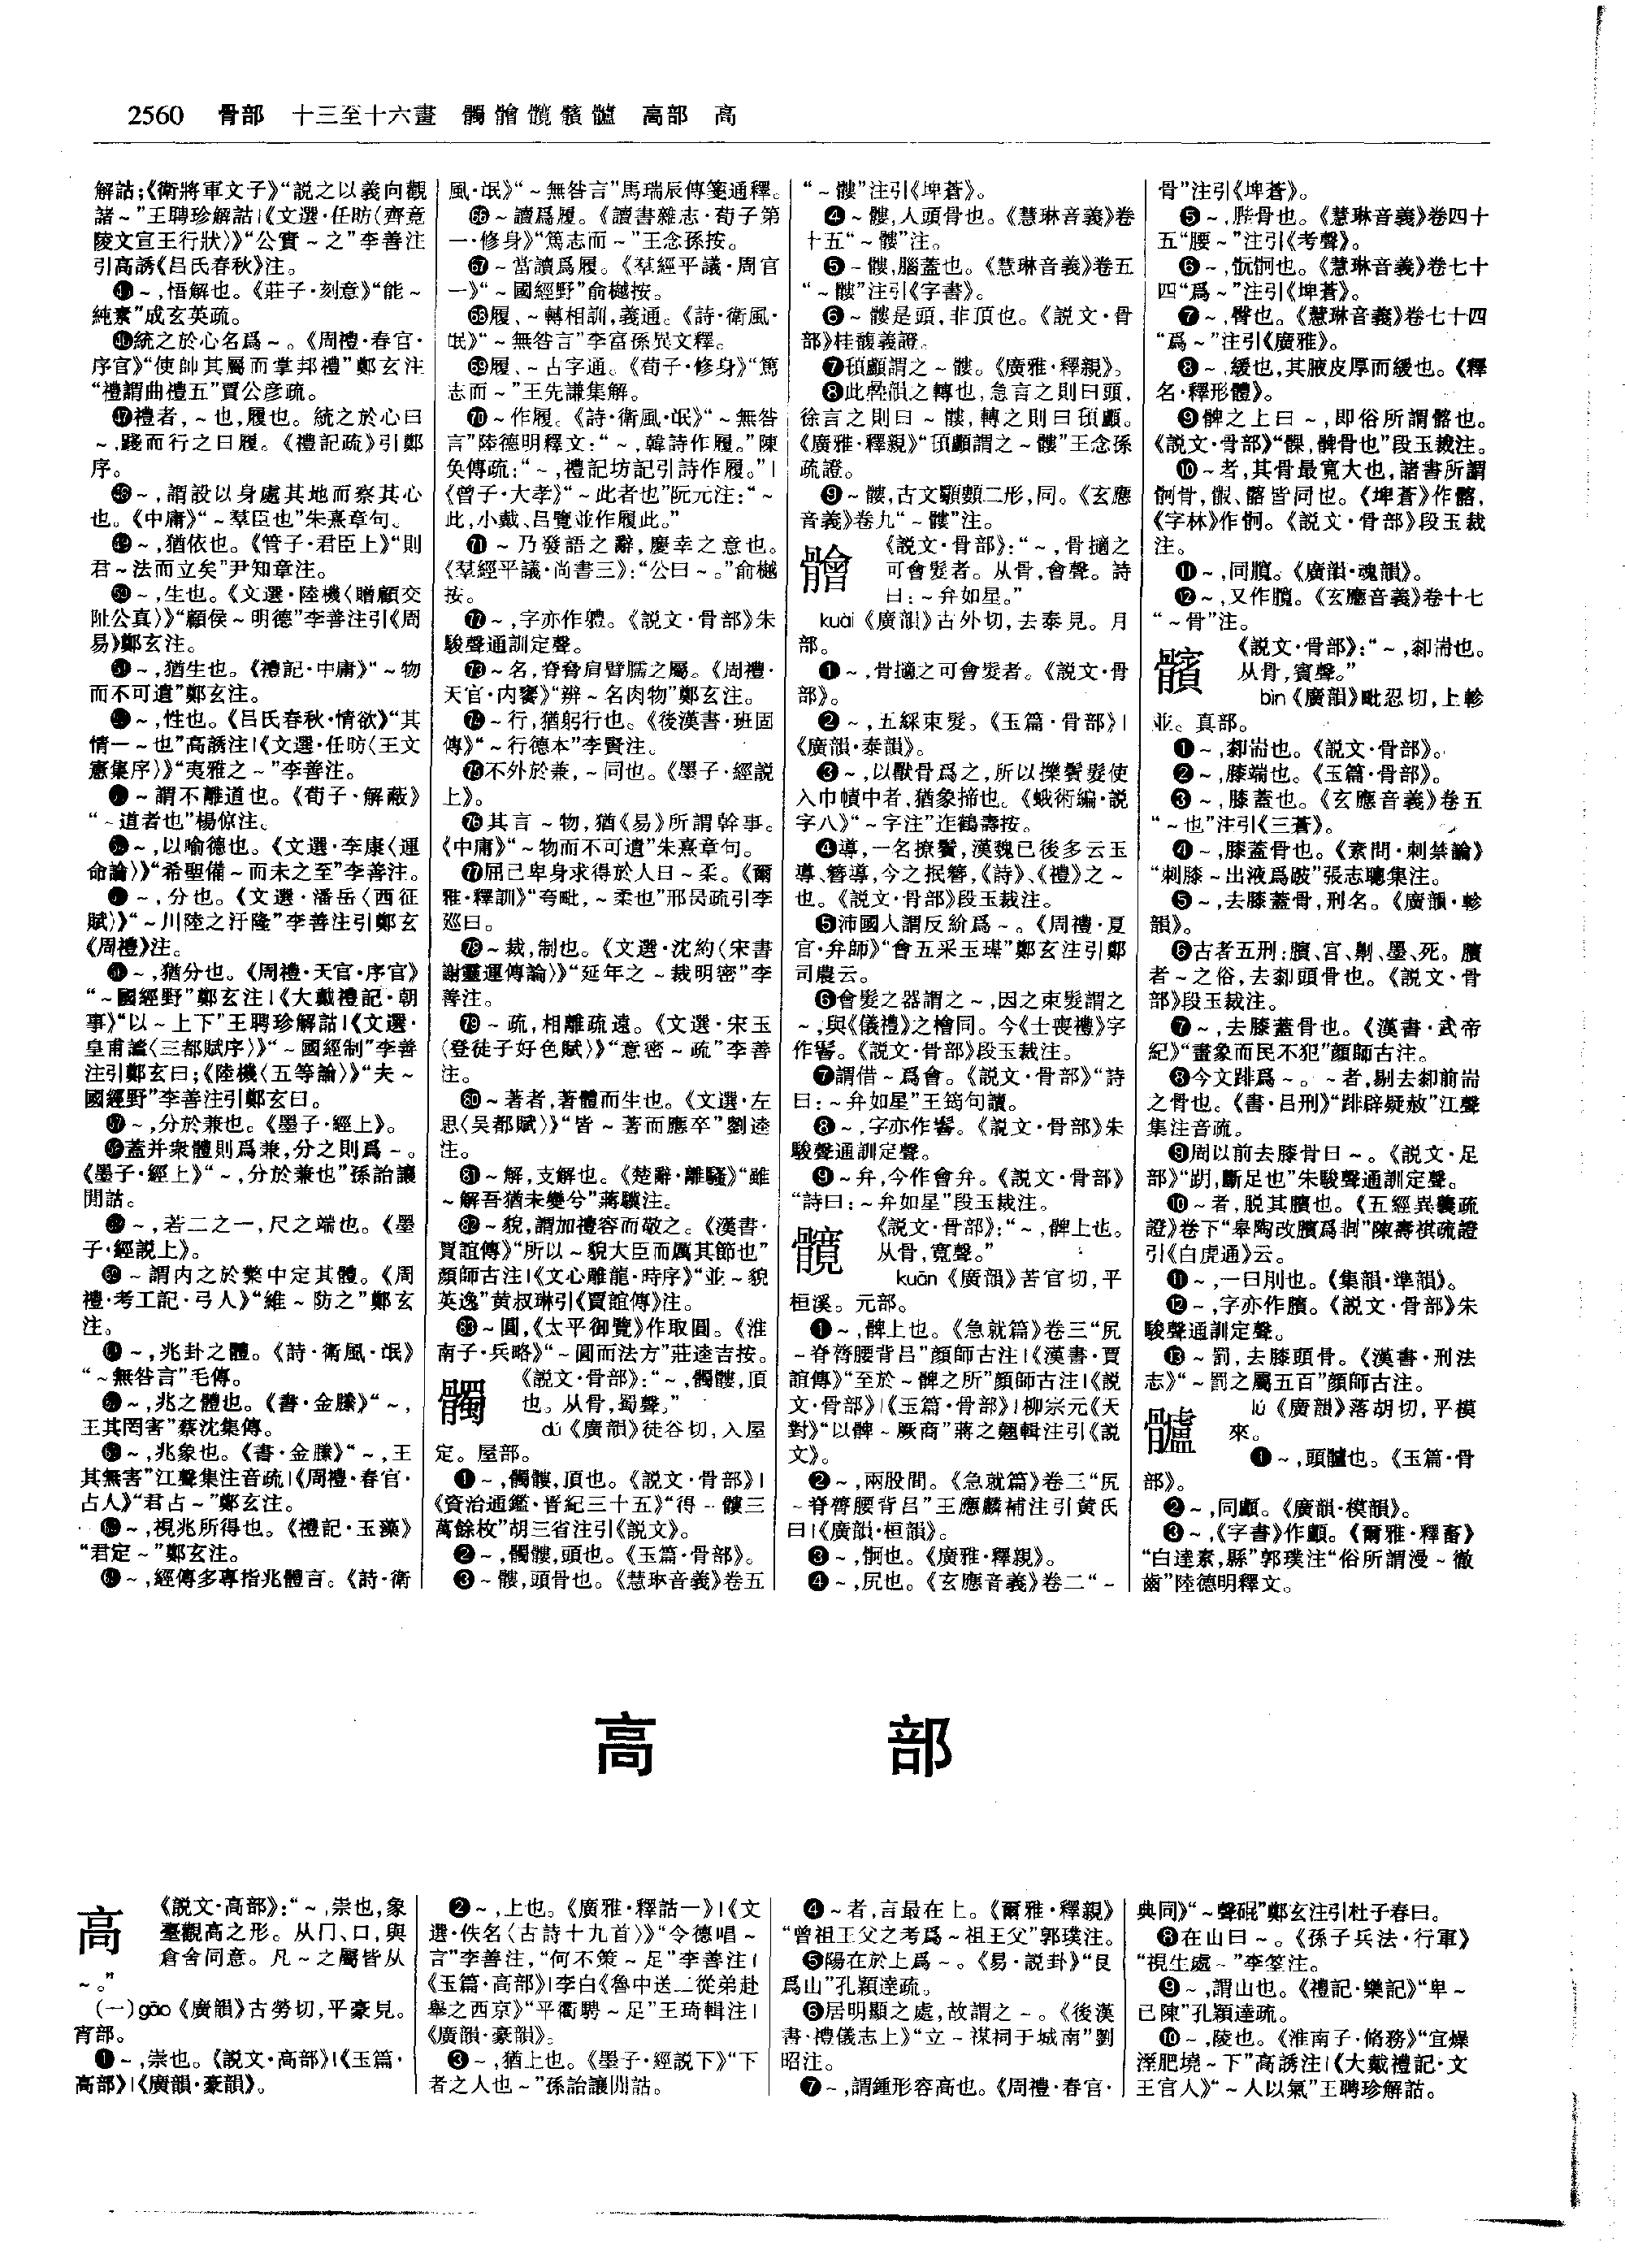 2560 骨部 十三至十六畫 髑髇髖髕髗 高部 高
解詁;《衛將軍文子》“説之以義向觀
諸~”王聘珍解詁|《文選·任昉〈齊竟
陵文宣王行狀〉》“公實~之”李善注
引高誘《吕氏春秋》注。
~,悟解也。《莊子·刻意》“能~
純素”成玄英疏。
統之於心名爲~。《周禮·春官·
序官》“使帥其屬而掌邦禮”鄭玄注
“禮謂曲禮五”賈公彦疏。
㊼禮者,~也,履也。統之於心曰
~,踐而行之曰履。《禮記疏》引鄭
序。
㊽~,謂設以身處其地而察其心
也。《中庸》“~羣臣也”朱熹章句。
㊾~,猶依也。《管子·君臣上》“則
君~法而立矣”尹知章注。
㊿~,生也。《文選·陸機〈贈顧交
阯公真〉》“顧侯~明德”李善注引《周
易》鄭玄注。
~,猶生也。《禮記·中庸》“~物
而不可遺”鄭玄注。
~,性也。《吕氏春秋·情欲》“其
情一~也”高誘注|《文選·任昉〈王文
憲集序〉》“夷雅之~”李善注。
~謂不離道也。《荀子·解蔽》
“~道者也”楊倞注。
~,以喻德也。《文選·李康〈運
命論〉》“希聖備~而未之至”李善注。
~,分也。《文選·潘岳〈西征
賦〉》“~川陸之汙隆”李善注引鄭玄
《周禮》注。
~,猶分也。《周禮·天官·序官》
“~國經野”鄭玄注|《大戴禮記·朝
事》“以~上下”王聘珍解詁|《文選·
皇甫謐〈三都賦序〉》“~國經制”李善
注引鄭玄曰;《陸機〈五等論〉》“夫~
國經野”李善注引鄭玄曰。
57~,分於兼也。《墨子·經上》。
58蓋并衆體則爲兼,分之則爲~。
《墨子·經上》“~,分於兼也”孫詒讓
閒詁。
59~,若二之一,尺之端也。《墨
子·經説上》。
60~謂内之於檠中定其體。《周
禮·考工記·弓人》“維~防之”鄭玄
注。
61~,兆卦之體。《詩·衛風·氓》
“~無咎言”毛傳。
62~,兆之體也。《書·金縢》“~,
王其罔害”蔡沈集傳。
63~,兆象也。《書·金縢》“~,王
其無害”江聲集注音疏|《周禮·春官·
占人》“君占~”鄭玄注。
64~,視兆所得也。《禮記·玉藻》
“君定~”鄭玄注。
65~,經傳多專指兆體言。《詩·衛
風·氓》“~無咎言”馬瑞辰傳箋通釋。
66~讀爲履。《讀書雜志·荀子第
一·修身》“篤志而~”王念孫按。
67~當讀爲履。《羣經平議·周官
一》“~國經野”俞樾按。
68履、~轉相訓,義通。《詩·衛風·
氓》“~無咎言”李富孫異文釋。
69履、~古字通。《荀子·修身》“篤
志而~”王先謙集解。
70~作履。《詩·衛風·氓》“~無咎
言”陸德明釋文:“~,韓詩作履。”陳
奂傳疏:“~,禮記坊記引詩作履。”|
《曾子·大孝》“~此者也”阮元注:“~
此,小戴、吕覽並作履此。”
71~乃發語之辭,慶幸之意也。
《羣經平議·尚書三》:“公曰~。”俞樾
按。
72~,字亦作軆。《説文·骨部》朱
駿聲通訓定聲。
73~名,脊脅肩臂臑之屬。《周禮·
天官·内饔》“辨~名肉物”鄭玄注。
74~行,猶躬行也。《後漢書·班固
傳》“~行德本”李賢注。
75不外於兼,~同也。《墨子·經説
上》。
76其言~物,猶《易》所謂幹事。
《中庸》“~物而不可遺”朱熹章句。
77屈己卑身求得於人曰~柔。《爾
雅·釋訓》“夸毗,~柔也”邢昺疏引李
巡曰。
78~裁,制也。《文選·沈約〈宋書
謝靈運傳論〉》“延年之~裁明密”李
善注。
79~疏,相離疏遠。《文選·宋玉
〈登徒子好色賦〉》“意密~疏”李善
注。
80~著者,著體而生也。《文選·左
思〈吴都賦〉》“皆~著而應卒”劉逵
注。
81~解,支解也。《楚辭·離騷》“雖
~解吾猶未變兮”蔣驥注。
82~貌,謂加禮容而敬之。《漢書·
賈誼傳》“所以~貌大臣而厲其節也”
顔師古注|《文心雕龍·時序》“並~貌
英逸”黄叔琳引《賈誼傳》注。
83~圓,《太平御覽》作取圓。《淮
南子·兵略》“~圓而法方”莊逵吉按。
髑 《説文·骨部》:“~,髑髏,頂
也。从骨,蜀聲。”
dú《廣韻》徒谷切,入屋
定。屋部。
❶~,髑髏,頂也。《説文·骨部》|
《資治通鑑·晋紀三十五》“得~髏三
萬餘枚”胡三省注引《説文》。
❷~,髑髏,頭也。《玉篇·骨部》。
❸~髏,頭骨也。《慧琳音義》卷五
“~髏”注引《埤蒼》。
❹~髏,人頭骨也。《慧琳音義》卷
十五“~髏”注。
❺~髏,腦蓋也。《慧琳音義》卷五
“~髏”注引《字書》。
❻~髏是頭,非頂也。《説文·骨
部》桂馥義證。
❼頊顱謂之~髏。《廣雅·釋親》。
❽此疊韻之轉也,急言之則曰頭,
徐言之則曰~髏,轉之則曰頊顱。
《廣雅·釋親》“頊顱謂之~髏”王念孫
疏證。
❾~髏,古文顛䫫二形,同。《玄應
音義》卷九“~髏”注。
䯤 《説文·骨部》:“~,骨擿之
可會髮者。从骨,會聲。詩
曰:~弁如星。”
kuài《廣韻》古外切,去泰見。月
部。
❶~,骨擿之可會髮者。《説文·骨
部》。
❷~,五綵束髮。《玉篇·骨部》|
《廣韻·泰韻》。
❸~,以獸骨爲之,所以擽鬢髮使
入巾幘中者,猶象揥也。《蛾術編·説
字八》“~字注”迮鶴壽按。
❹導,一名撩鬢,漢魏已後多云玉
導、簪導,今之抿簪,《詩》、《禮》之~
也。《説文·骨部》段玉裁注。
❺沛國人謂反紒爲~。《周禮·夏
官·弁師》“會五采玉璂”鄭玄注引鄭
司農云。
❻會髮之器謂之~,因之束髮謂之
~,與《儀禮》之檜同。今《士喪禮》字
作䯰。《説文·骨部》段玉裁注。
❼謂借~爲會。《説文·骨部》“詩
曰:~弁如星”王筠句讀。
❽~,字亦作䯰。《説文·骨部》朱
駿聲通訓定聲。
❾~弁,今作會弁。《説文·骨部》
“詩曰:~弁如星”段玉裁注。
髖 《説文·骨部》:“~,髀上也。
从骨,寬聲。”
kuān《廣韻》苦官切,平
桓溪。元部。
❶~,髀上也。《急就篇》卷三“尻
~脊膂腰背吕”顔師古注|《漢書·賈
誼傳》“至於~髀之所”顔師古注|《説
文·骨部》|《玉篇·骨部》|柳宗元《天
對》“以髀~厥商”蔣之翹輯注引《説
文》。
❷~,兩股間。《急就篇》卷三“尻
~脊膂腰背吕”王應麟補注引黄氏
曰|《廣韻·桓韻》。
❸~,䯊也。《廣雅·釋親》。
❹~,尻也。《玄應音義》卷二“~
骨”注引《埤蒼》。
❺~,䏶骨也。《慧琳音義》卷四十
五“腰~”注引《考聲》。
❻~,骯䯊也。《慧琳音義》卷七十
四“爲~”注引《埤蒼》。
❼~,臀也。《慧琳音義》卷七十四
“爲~”注引《廣雅》。
❽~,緩也,其腋皮厚而緩也。《釋
名·釋形體》。
❾髀之上曰~,即俗所謂髂也。
《説文·骨部》“髁,髀骨也”段玉裁注。
❿~者,其骨最寬大也,諸書所謂
䯊骨,䯋、髂皆同也。《埤蒼》作髂,
《字林》作䯊。《説文·骨部》段玉裁
注。
⓫~,同臗。《廣韻·魂韻》。
⓬~,又作臗。《玄應音義》卷十七
“~骨”注。
髕 《説文·骨部》:“~,厀耑也。
从骨,賓聲。”
bìn《廣韻》毗忍切,上軫
並。真部。
❶~,厀耑也。《説文·骨部》。
❷~,膝端也。《玉篇·骨部》。
❸~,膝蓋也。《玄應音義》卷五
“~也”注引《三蒼》。
❹~,膝蓋骨也。《素問·刺禁論》
“刺膝~出液爲跛”張志聰集注。
❺~,去膝蓋骨,刑名。《廣韻·軫
韻》。
❻古者五刑:臏、宫、劓、墨、死。臏
者~之俗,去厀頭骨也。《説文·骨
部》段玉裁注。
❼~,去膝蓋骨也。《漢書·武帝
紀》“畫象而民不犯”顔師古注。
❽今文跸爲~。~者,剔去厀前耑
之骨也。《書·吕刑》“剕辟疑赦”江聲
集注音疏。
❾周以前去膝骨曰~。《説文·足
部》“跀,斷足也”朱駿聲通訓定聲。
❿~者,脱其臏也。《五經異義疏
證》卷下“皋陶改臏爲剕”陳壽祺疏證
引《白虎通》云。
⓫~,一曰刖也。《集韻·準韻》。
⓬~,字亦作臏。《説文·骨部》朱
駿聲通訓定聲。
⓭~罰,去膝頭骨。《漢書·刑法
志》“~罰之屬五百”顔師古注。
髗 lú《廣韻》落胡切,平模
來。
❶~,頭髗也。《玉篇·骨
部》。
❷~,同顱。《廣韻·模韻》。
❸~,《字書》作顱。《爾雅·釋畜》
“白達素,縣”郭璞注“俗所謂漫~徹
齒”陸德明釋文。
高部
高 《説文·高部》:“~,崇也,象
臺觀高之形。从冂、口,與
倉舍同意。凡~之屬皆从
~。”
(一)gāo《廣韻》古勞切,平豪見。
宵部。
❶~,崇也。《説文·高部》|《玉篇·
高部》|《廣韻·豪韻》。
❷~,上也。《廣雅·釋詁一》|《文
選·佚名〈古詩十九首〉》“令德唱~
言”李善注,“何不策~足”李善注|
《玉篇·高部》|李白《魯中送二從弟赴
舉之西京》“平衢騁~足”王琦輯注|
《廣韻·豪韻》。
❸~,猶上也。《墨子·經説下》“下
者之人也~”孫詒讓閒詁。
❹~者,言最在上。《爾雅·釋親》
“曾祖王父之考爲~祖王父”郭璞注。
❺陽在於上爲~。《易·説卦》“艮
爲山”孔穎達疏。
❻居明顯之處,故謂之~。《後漢
書·禮儀志上》“立~禖祠于城南”劉
昭注。
❼~,謂鍾形容高也。《周禮·春官·
典同》“~聲䃂”鄭玄注引杜子春曰。
❽在山曰~。《孫子兵法·行軍》
“視生處~”李筌注。
❾~,謂山也。《禮記·樂記》“卑~
已陳”孔穎達疏。
❿~,陵也。《淮南子·脩務》“宜燥
溼肥墝~下”高誘注|《大戴禮記·文
王官人》“~人以氣”王聘珍解詁。